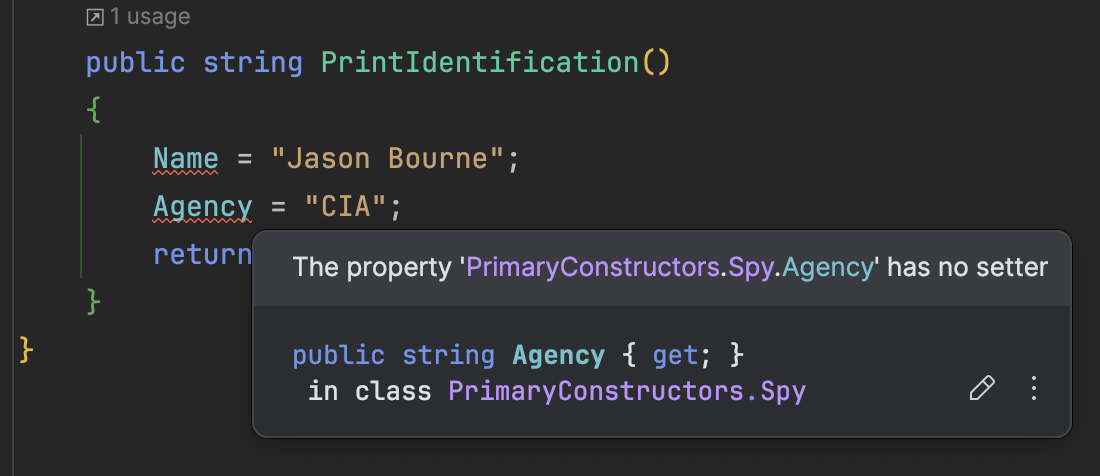 1 usage
public string PrintIdentification()
{
Name = "Jason Bourne";
Agency = "CIA";
return
The property 'PrimaryConstructors.Spy.Agency' has no setter
}
}
public string Agency { get; }
in class PrimaryConstructors.Spy